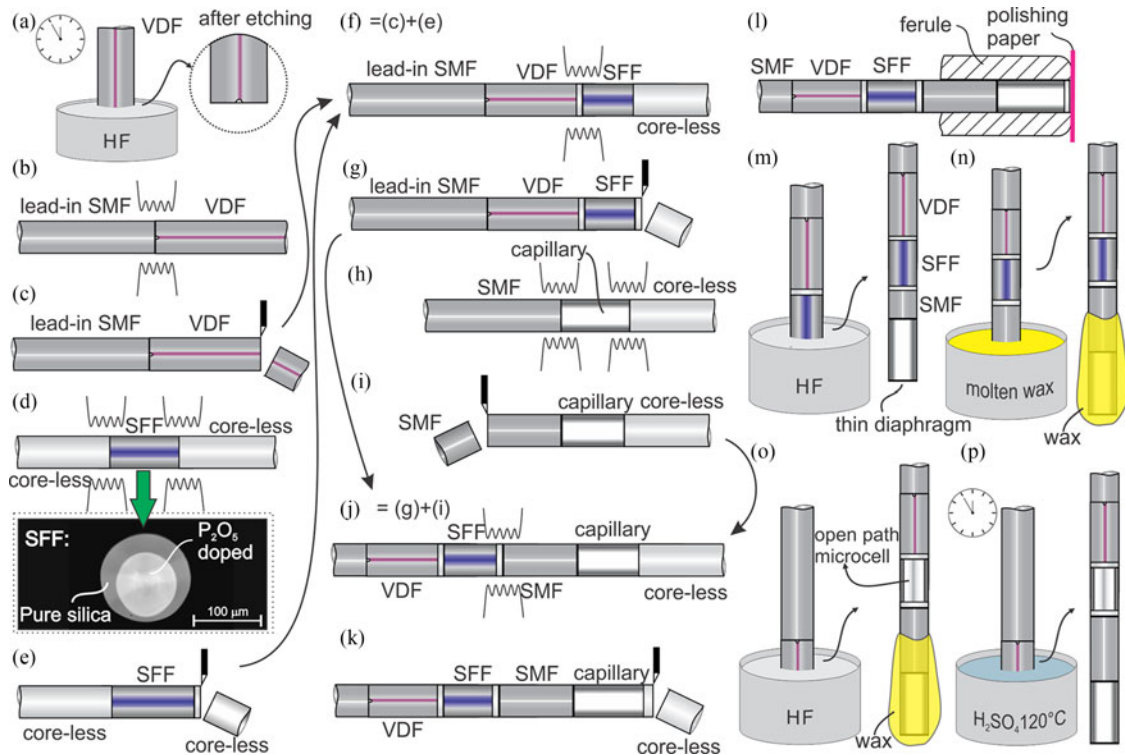 (a)
VDF
after etching
HF
(b)
lead-in SMF
VDF
(c)
lead-in SMF
VDF
(d)
SFF
core-less
core-less
SFF:
P₂O₅
doped
Pure silica
100 µm
(e)
SFF
core-less
core-less
(f) =(c)+(e)
lead-in SMF
VDF
SFF
core-less
(g)
lead-in SMF
VDF
SFF
capillary
(h)
SMF
core-less
(i)
SMF
capillary
core-less
(j) = (g)+(i)
SFF
capillary
VDF
SMF
core-less
(k)
SFF
SMF
capillary
VDF
core-less
(l)
ferule
polishing
paper
SMF
VDF
SFF
(m)
VDF
SFF
SMF
HF
thin diaphragm
(n)
molten wax
wax
(o)
open path
microcell
HF
wax
(p)
H₂SO₄120°C